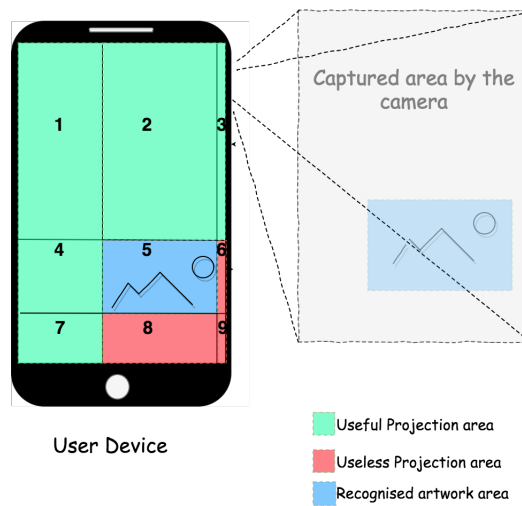 Captured area by the
camera
1
2
3
4
5
6
7
8
9
User Device
Useful Projection area
Useless Projection area
Recognised artwork area